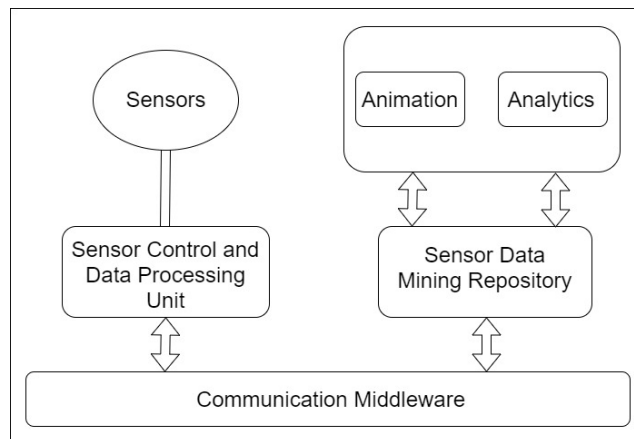 Sensors
Animation
Analytics
Sensor Control and
Data Processing
Unit
Sensor Data
Mining Repository
Communication Middleware